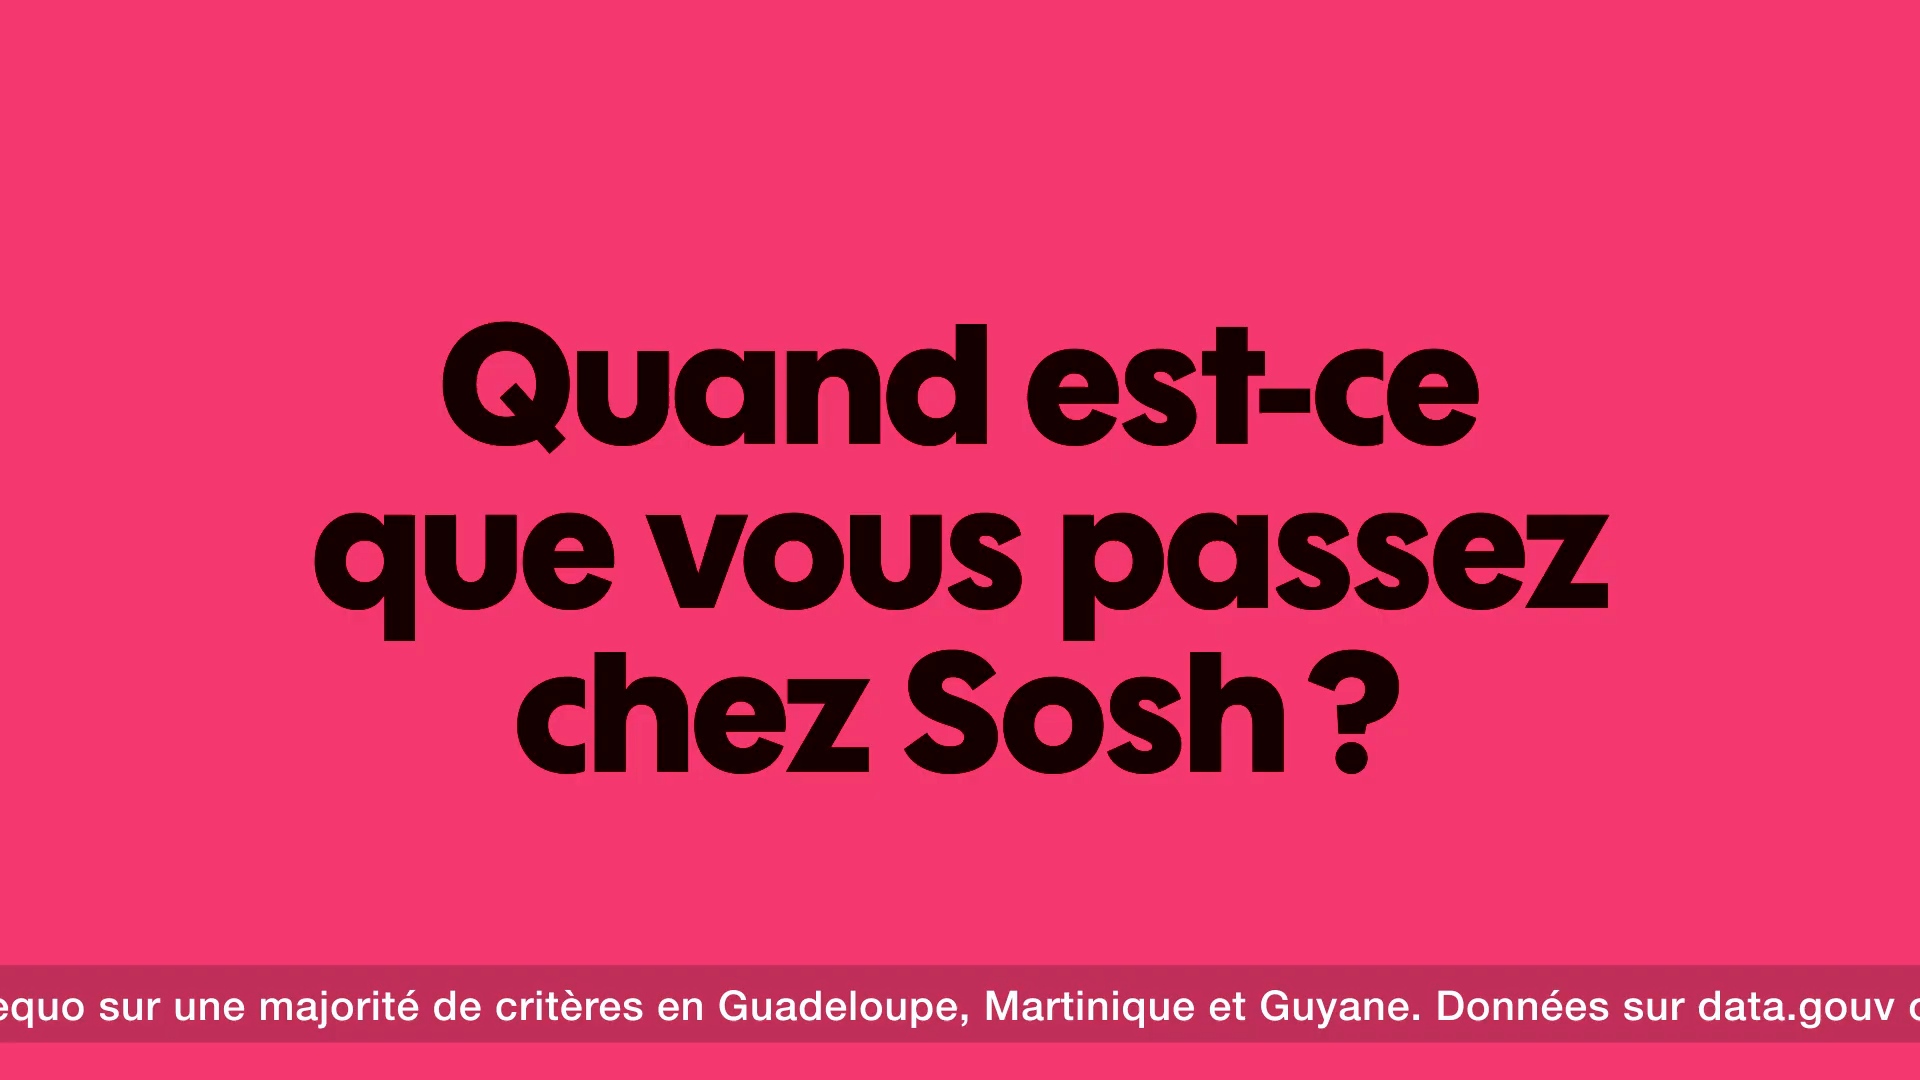 Quand est-ce
que vous passez
chez Sosh ?
equo sur une majorité de critères en Guadeloupe, Martinique et Guyane. Données sur data.gouv